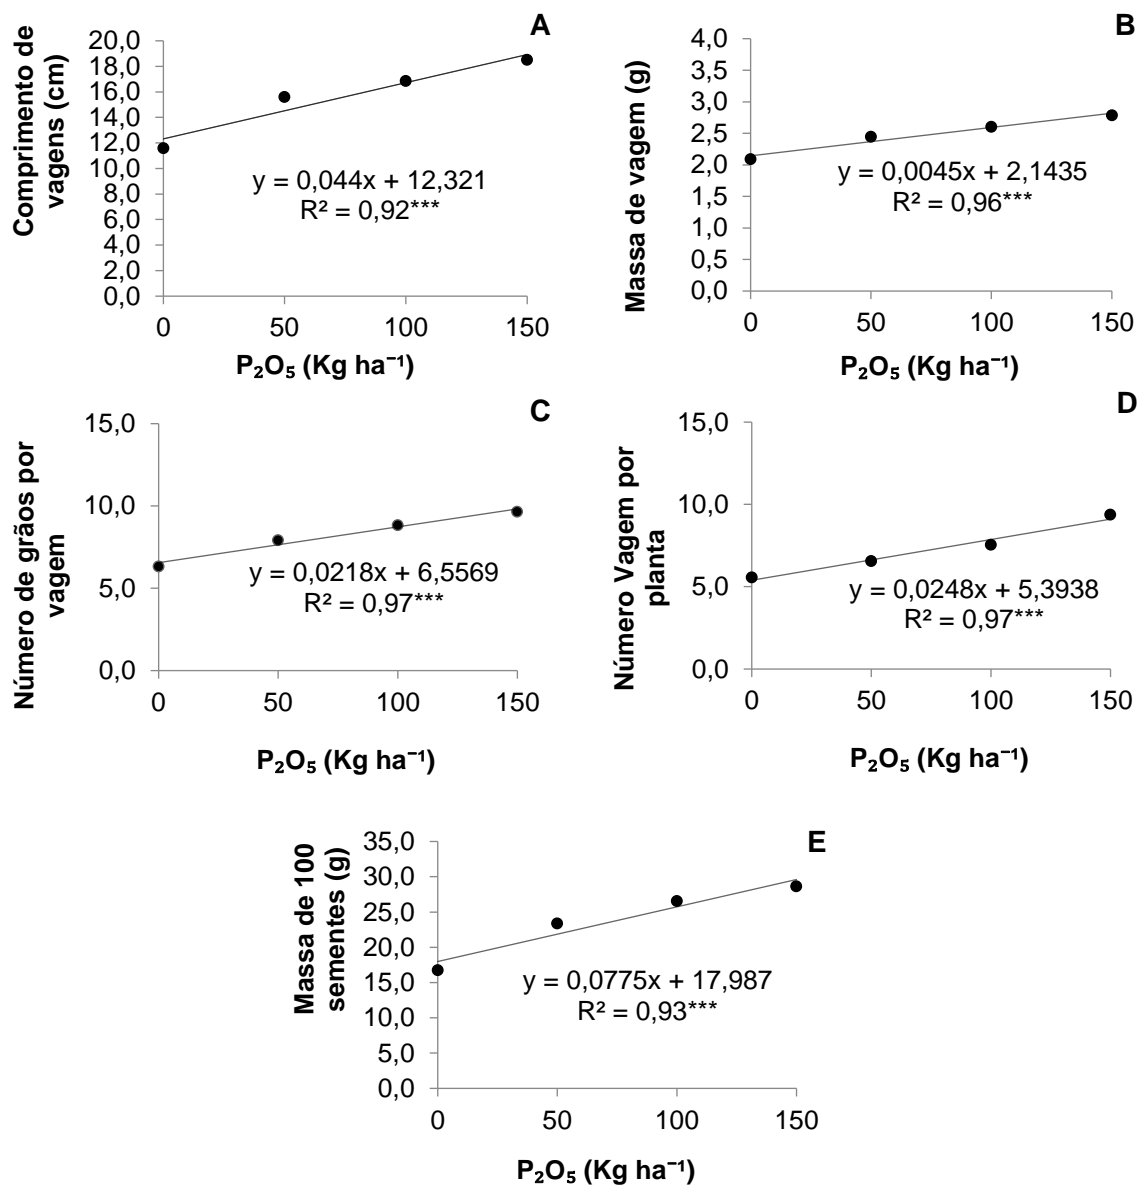 A
Comprimento de
vagens (cm)
20,0
18,0
16,0
14,0
12,0
10,0
8,0
6,0
4,0
2,0
0,0
y = 0,044x + 12,321
R² = 0,92***
0 50 100 150
P₂O₅ (Kg ha⁻¹)
B
Massa de vagem (g)
4,0
3,5
3,0
2,5
2,0
1,5
1,0
0,5
0,0
y = 0,0045x + 2,1435
R² = 0,96***
0 50 100 150
P₂O₅ (Kg ha⁻¹)
C
Número de grãos por
vagem
15,0
10,0
5,0
0,0
y = 0,0218x + 6,5569
R² = 0,97***
0 50 100 150
P₂O₅ (Kg ha⁻¹)
D
Número Vagem por
planta
15,0
10,0
5,0
0,0
y = 0,0248x + 5,3938
R² = 0,97***
0 50 100 150
P₂O₅ (Kg ha⁻¹)
E
Massa de 100
sementes (g)
35,0
30,0
25,0
20,0
15,0
10,0
5,0
0,0
y = 0,0775x + 17,987
R² = 0,93***
0 50 100 150
P₂O₅ (Kg ha⁻¹)